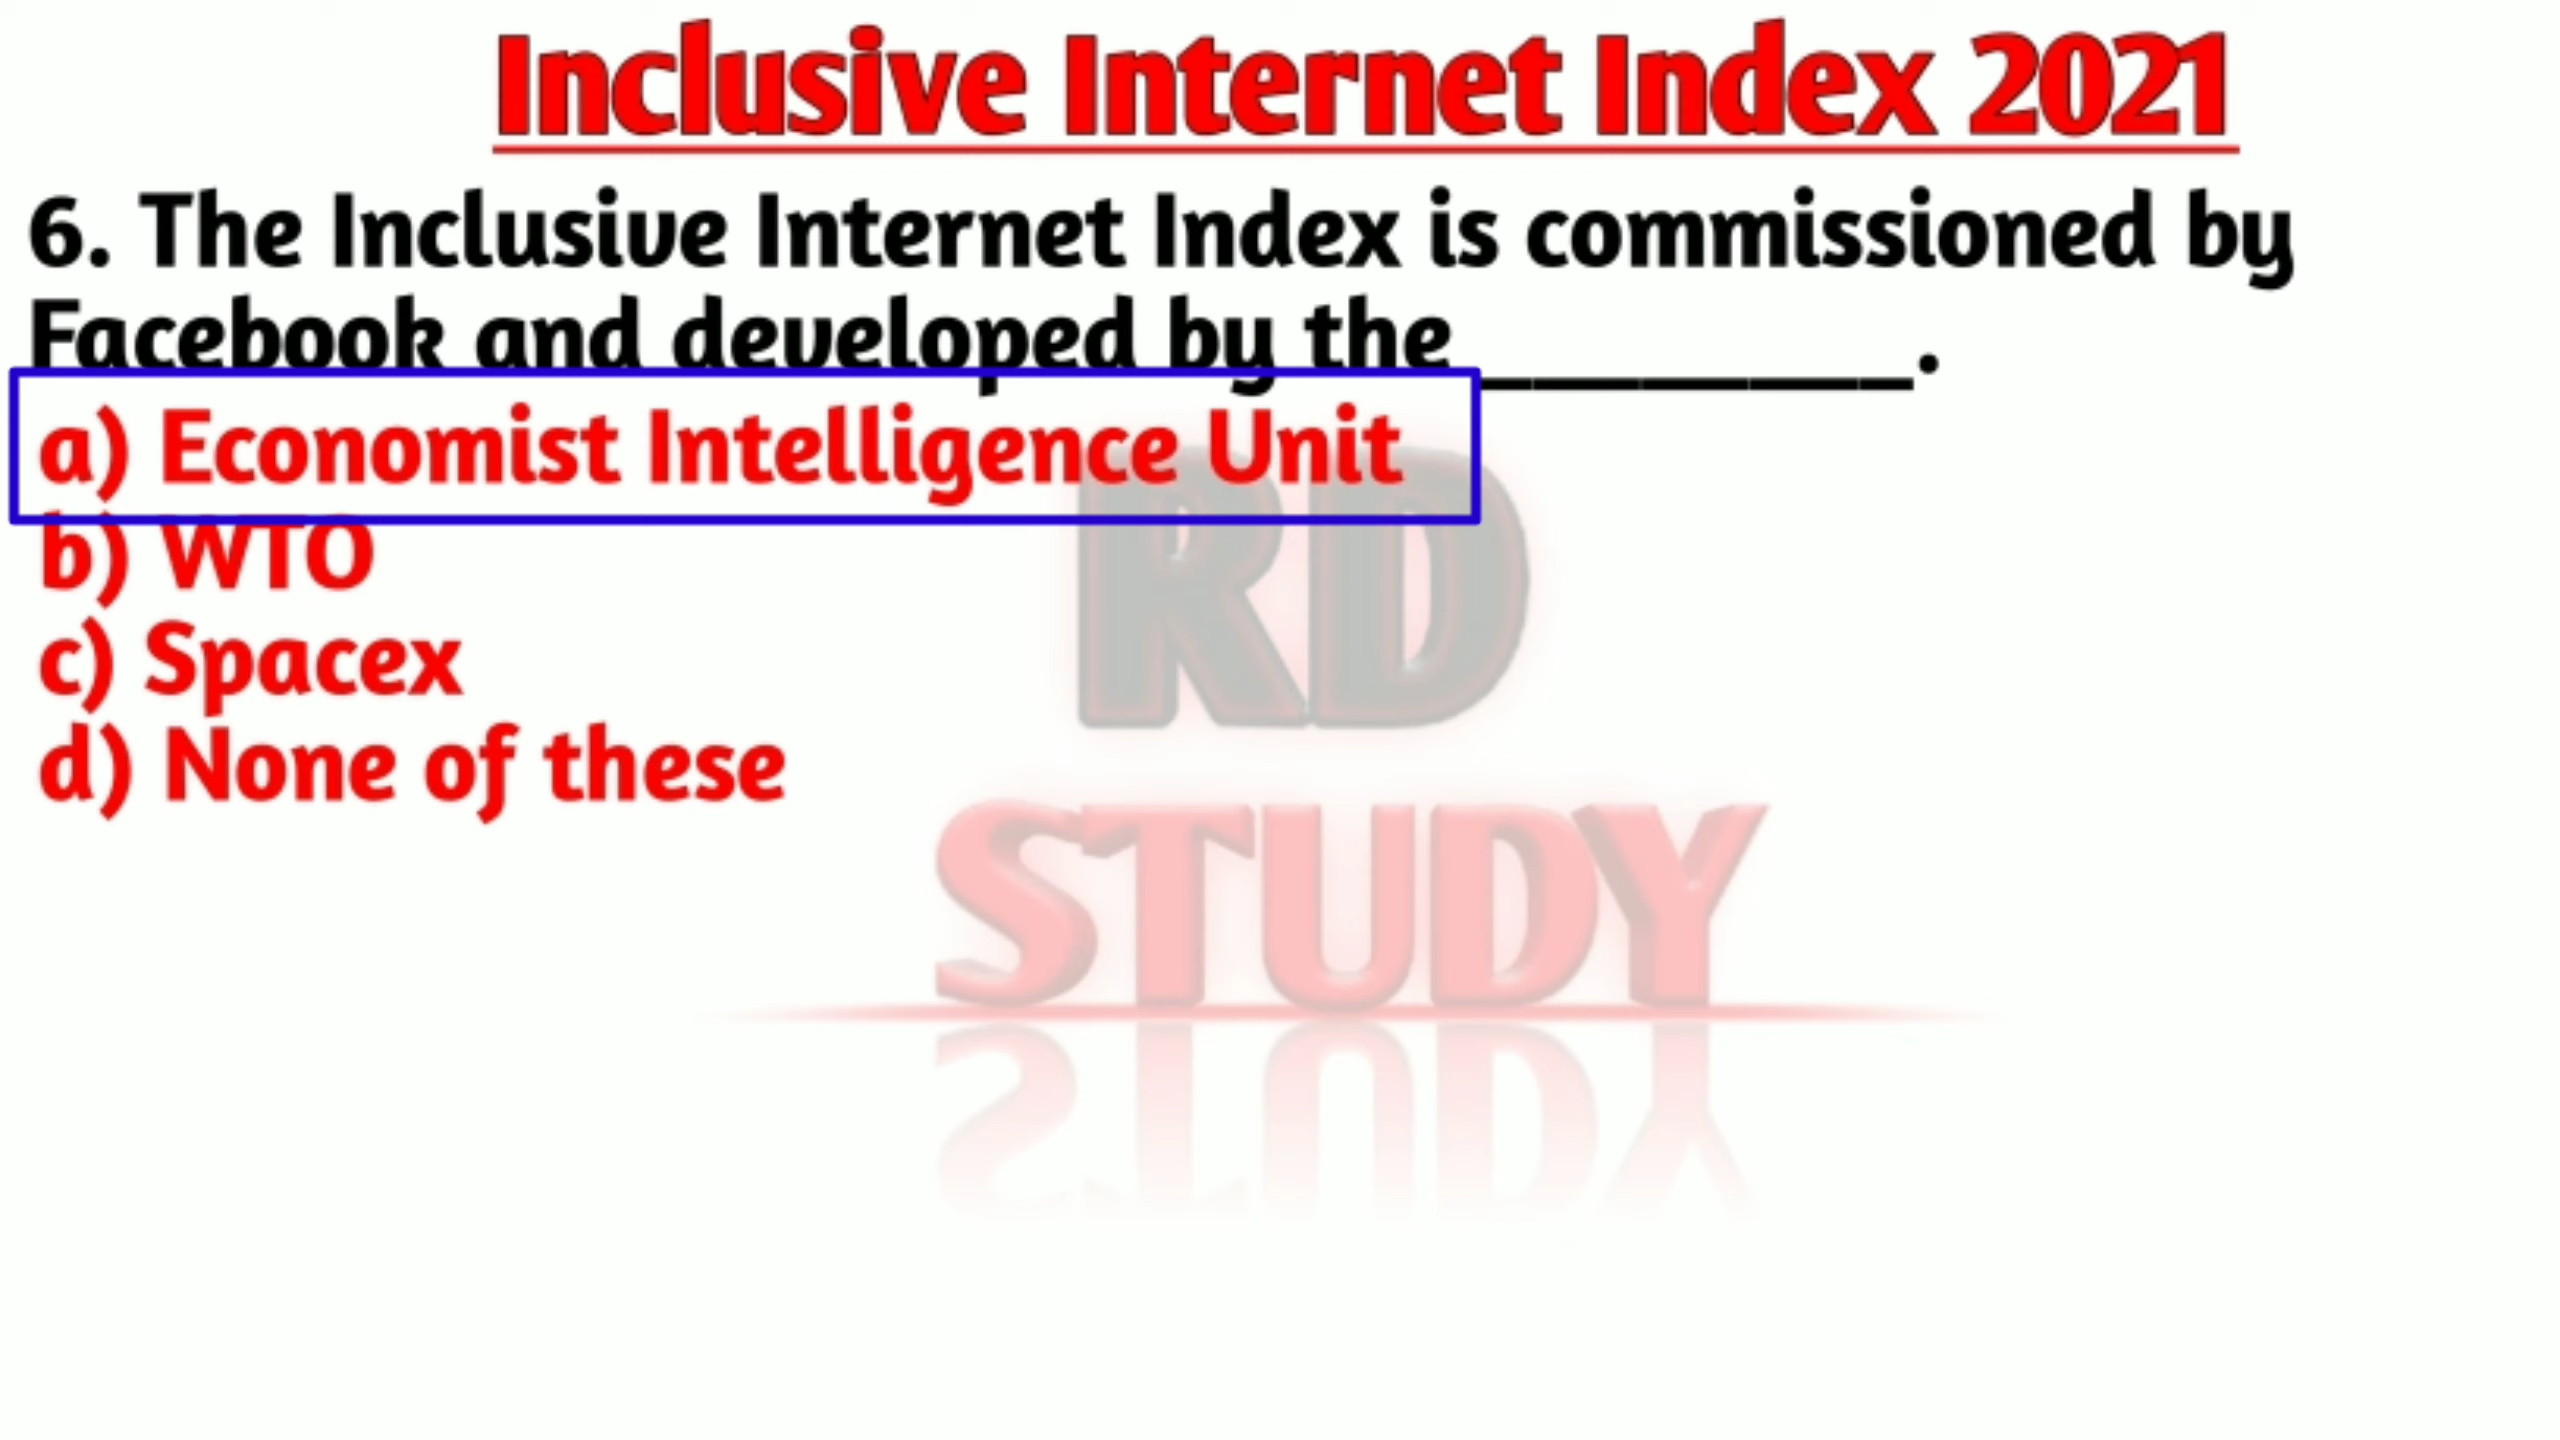 Inclusive Internet Index 2021
6. The Inclusive Internet Index is commissioned by
Facebook and developed by the ________.
a) Economist Intelligence Unit
b) WTO
c) Spacex
d) None of these
RD
STUDY